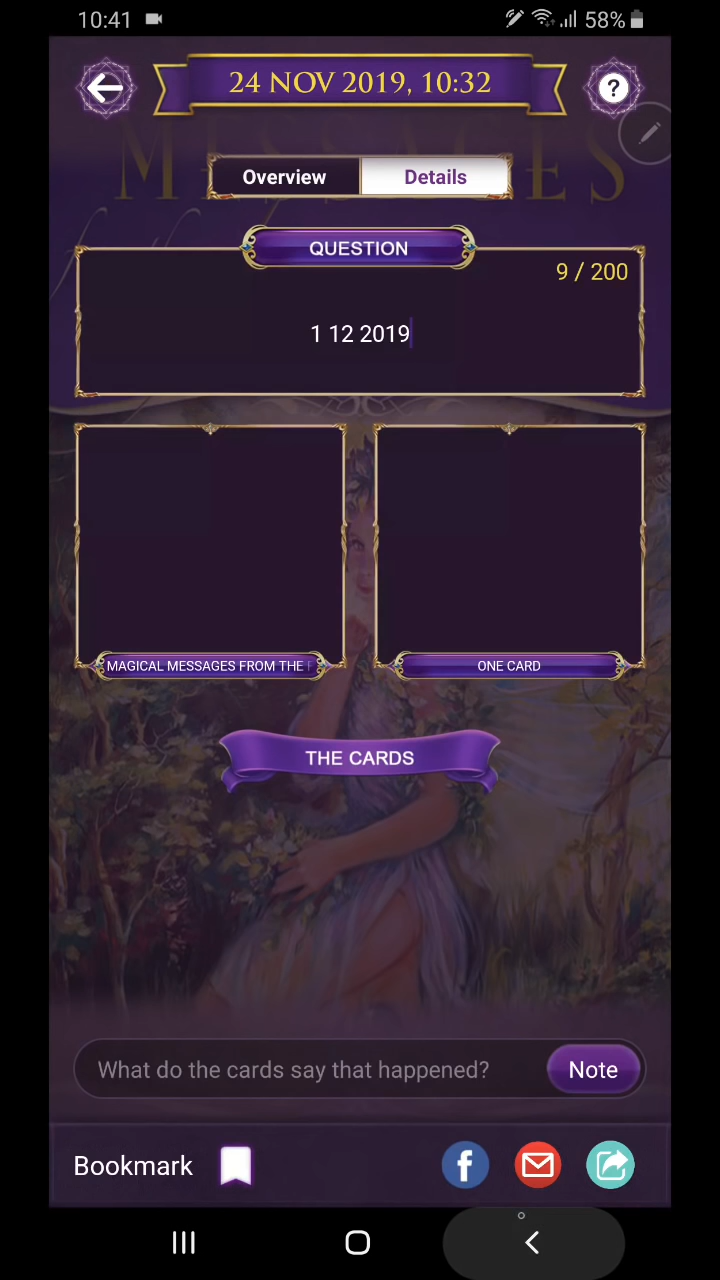 10:41
58%
24 NOV 2019, 10:32
MESSAGES
Overview
Details
QUESTION
9 / 200
1 12 2019
MAGICAL MESSAGES FROM THE
ONE CARD
THE CARDS
What do the cards say that happened?
Note
Bookmark